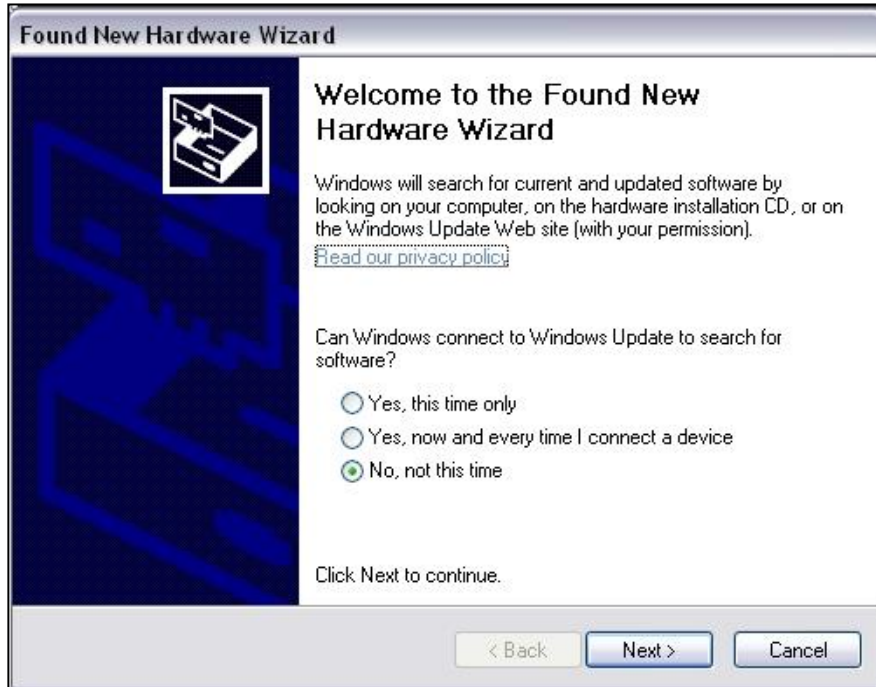 Found New Hardware Wizard
Welcome to the Found New
Hardware Wizard
Windows will search for current and updated software by
looking on your computer, on the hardware installation CD, or on
the Windows Update Web site (with your permission).
Read our privacy policy
Can Windows connect to Windows Update to search for
software?
Yes, this time only
Yes, now and every time I connect a device
No, not this time
Click Next to continue.
< Back Next > Cancel